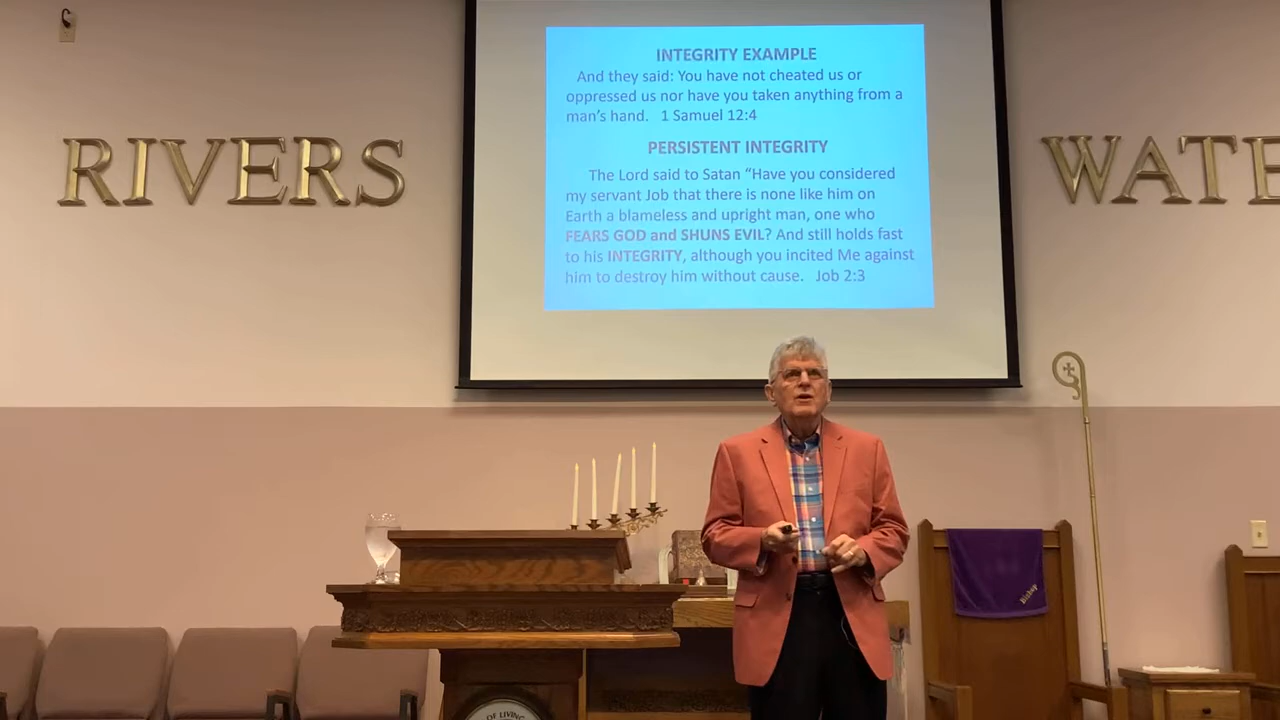 INTEGRITY EXAMPLE
And they said: You have not cheated us or
oppressed us nor have you taken anything from a
man's hand. 1 Samuel 12:4
PERSISTENT INTEGRITY
The Lord said to Satan “Have you considered
my servant Job that there is none like him on
Earth a blameless and upright man, one who
FEARS GOD and SHUNS EVIL? And still holds fast
to his INTEGRITY, although you incited Me against
him to destroy him without cause. Job 2:3
RIVERS
WATE
Bishop
OF LIVING